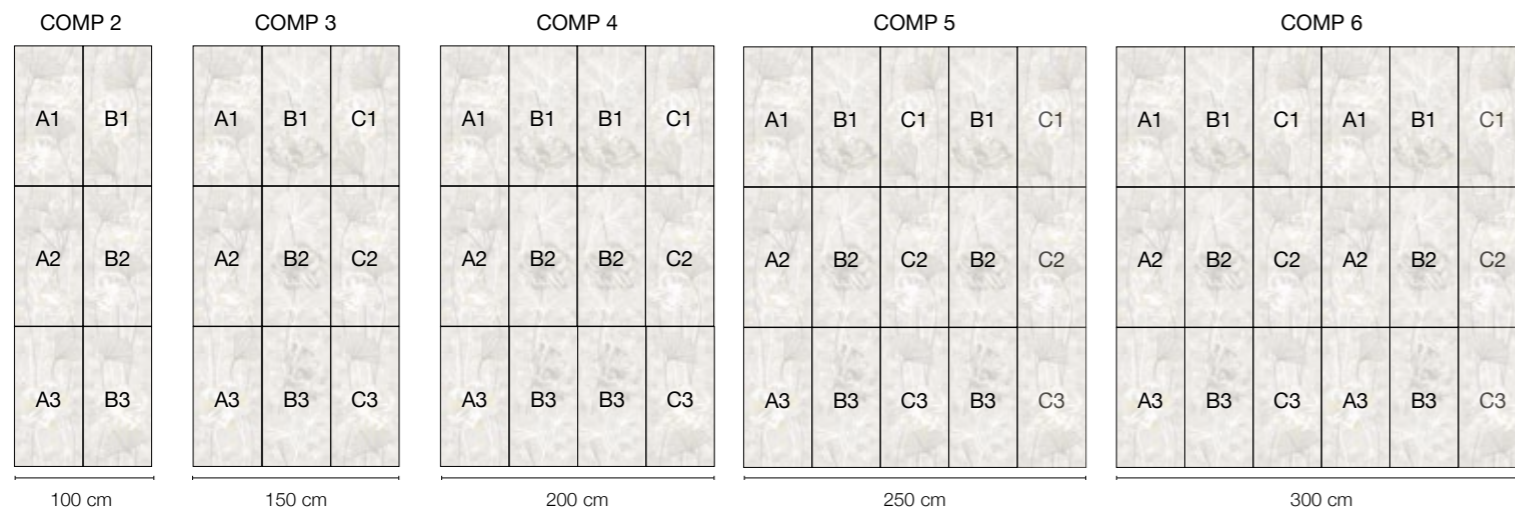 COMP 2
COMP 3
COMP 4
COMP 5
COMP 6
A1 B1
A1 B1 C1
A1 B1 B1 C1
A1 B1 C1 B1 C1
A1 B1 C1 A1 B1 C1
A2 B2
A2 B2 C2
A2 B2 B2 C2
A2 B2 C2 B2 C2
A2 B2 C2 A2 B2 C2
A3 B3
A3 B3 C3
A3 B3 B3 C3
A3 B3 C3 B3 C3
A3 B3 C3 A3 B3 C3
100 cm
150 cm
200 cm
250 cm
300 cm